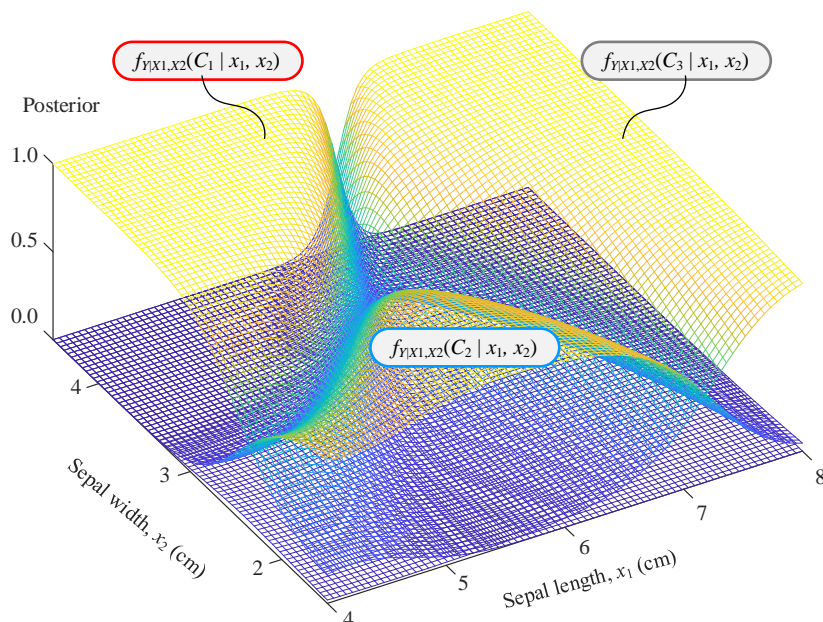 f_{Y|X1,X2}(C_1 | x_1, x_2)
f_{Y|X1,X2}(C_3 | x_1, x_2)
Posterior
1.0
0.5
0.0
f_{Y|X1,X2}(C_2 | x_1, x_2)
4
3
2
Sepal width, x_2 (cm)
4
5
6
7
8
Sepal length, x_1 (cm)